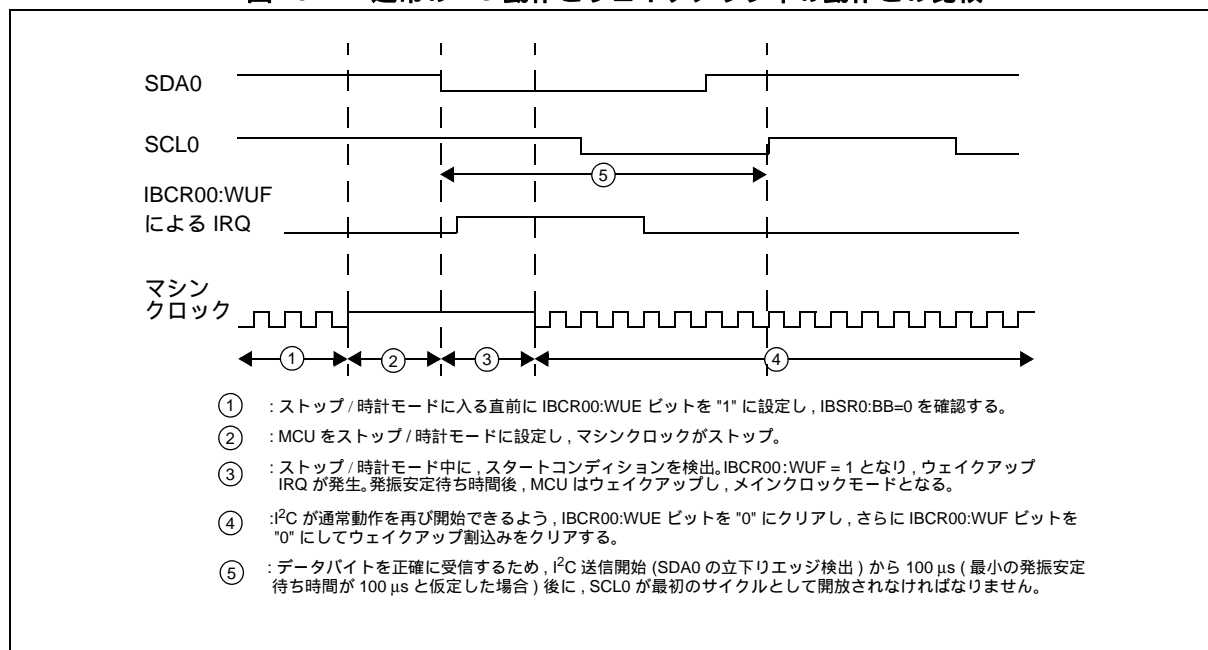 SDA0
SCL0
IBCR00:WUF
による IRQ
マシン
クロック
⑤
① ② ③ ④
① : ストップ / 時計モードに入る直前に IBCR00:WUE ビットを "1" に設定し , IBSR0:BB=0 を確認する。
② : MCU をストップ / 時計モードに設定し , マシンクロックがストップ。
③ : ストップ / 時計モード中に , スタートコンディションを検出。IBCR00:WUF = 1 となり , ウェイクアップ
IRQ が発生。発振安定待ち時間後 , MCU はウェイクアップし , メインクロックモードとなる。
④ :I²C が通常動作を再び開始できるよう , IBCR00:WUE ビットを "0" にクリアし , さらに IBCR00:WUF ビットを
"0" にしてウェイクアップ割込みをクリアする。
⑤ : データバイトを正確に受信するため , I²C 送信開始 (SDA0 の立下りエッジ検出 ) から 100 μs ( 最小の発振安定
待ち時間が 100 μs と仮定した場合 ) 後に , SCL0 が最初のサイクルとして開放されなければなりません。